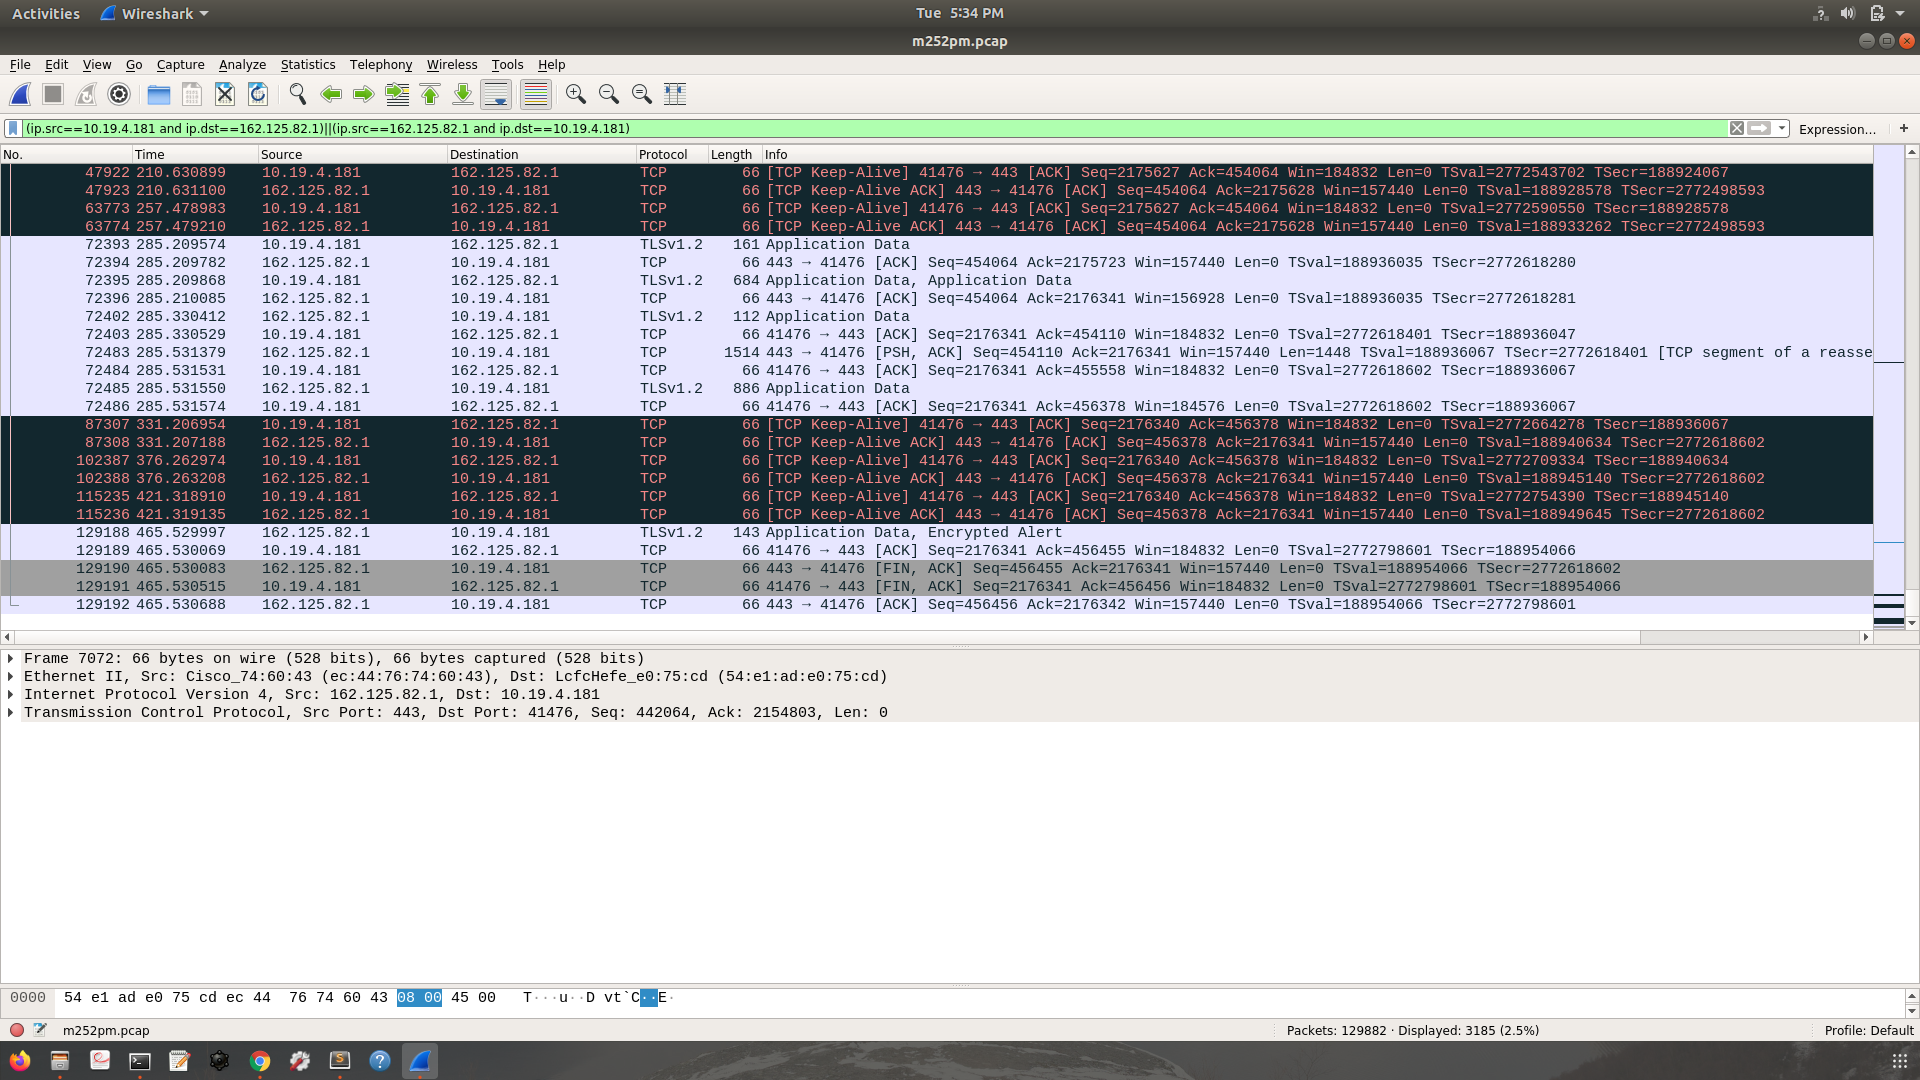 Activities Wireshark Tue 5:34 PM
m252pm.pcap
File Edit View Go Capture Analyze Statistics Telephony Wireless Tools Help
(ip.src==10.19.4.181 and ip.dst==162.125.82.1)||(ip.src==162.125.82.1 and ip.dst==10.19.4.181) Expression… +
No. Time Source Destination Protocol Length Info
47922 210.630899 10.19.4.181 162.125.82.1 TCP 66 [TCP Keep-Alive] 41476 → 443 [ACK] Seq=2175627 Ack=454064 Win=184832 Len=0 TSval=2772543702 TSecr=188924067
47923 210.631100 162.125.82.1 10.19.4.181 TCP 66 [TCP Keep-Alive ACK] 443 → 41476 [ACK] Seq=454064 Ack=2175628 Win=157440 Len=0 TSval=188928578 TSecr=2772498593
63773 257.478983 10.19.4.181 162.125.82.1 TCP 66 [TCP Keep-Alive] 41476 → 443 [ACK] Seq=2175627 Ack=454064 Win=184832 Len=0 TSval=2772590550 TSecr=188928578
63774 257.479210 162.125.82.1 10.19.4.181 TCP 66 [TCP Keep-Alive ACK] 443 → 41476 [ACK] Seq=454064 Ack=2175628 Win=157440 Len=0 TSval=188933262 TSecr=2772498593
72393 285.209574 10.19.4.181 162.125.82.1 TLSv1.2 161 Application Data
72394 285.209782 162.125.82.1 10.19.4.181 TCP 66 443 → 41476 [ACK] Seq=454064 Ack=2175723 Win=157440 Len=0 TSval=188936035 TSecr=2772618280
72395 285.209868 10.19.4.181 162.125.82.1 TLSv1.2 684 Application Data, Application Data
72396 285.210085 162.125.82.1 10.19.4.181 TCP 66 443 → 41476 [ACK] Seq=454064 Ack=2176341 Win=156928 Len=0 TSval=188936035 TSecr=2772618281
72402 285.330412 162.125.82.1 10.19.4.181 TLSv1.2 112 Application Data
72403 285.330529 10.19.4.181 162.125.82.1 TCP 66 41476 → 443 [ACK] Seq=2176341 Ack=454110 Win=184832 Len=0 TSval=2772618401 TSecr=188936047
72483 285.531379 162.125.82.1 10.19.4.181 TCP 1514 443 → 41476 [PSH, ACK] Seq=454110 Ack=2176341 Win=157440 Len=1448 TSval=188936067 TSecr=2772618401 [TCP segment of a reasse
72484 285.531531 10.19.4.181 162.125.82.1 TCP 66 41476 → 443 [ACK] Seq=2176341 Ack=455558 Win=184832 Len=0 TSval=2772618602 TSecr=188936067
72485 285.531550 162.125.82.1 10.19.4.181 TLSv1.2 886 Application Data
72486 285.531574 10.19.4.181 162.125.82.1 TCP 66 41476 → 443 [ACK] Seq=2176341 Ack=456378 Win=184576 Len=0 TSval=2772618602 TSecr=188936067
87307 331.206954 10.19.4.181 162.125.82.1 TCP 66 [TCP Keep-Alive] 41476 → 443 [ACK] Seq=2176340 Ack=456378 Win=184832 Len=0 TSval=2772664278 TSecr=188936067
87308 331.207188 162.125.82.1 10.19.4.181 TCP 66 [TCP Keep-Alive ACK] 443 → 41476 [ACK] Seq=456378 Ack=2176341 Win=157440 Len=0 TSval=188940634 TSecr=2772618602
102387 376.262974 10.19.4.181 162.125.82.1 TCP 66 [TCP Keep-Alive] 41476 → 443 [ACK] Seq=2176340 Ack=456378 Win=184832 Len=0 TSval=2772709334 TSecr=188940634
102388 376.263208 162.125.82.1 10.19.4.181 TCP 66 [TCP Keep-Alive ACK] 443 → 41476 [ACK] Seq=456378 Ack=2176341 Win=157440 Len=0 TSval=188945140 TSecr=2772618602
115235 421.318910 10.19.4.181 162.125.82.1 TCP 66 [TCP Keep-Alive] 41476 → 443 [ACK] Seq=2176340 Ack=456378 Win=184832 Len=0 TSval=2772754390 TSecr=188945140
115236 421.319135 162.125.82.1 10.19.4.181 TCP 66 [TCP Keep-Alive ACK] 443 → 41476 [ACK] Seq=456378 Ack=2176341 Win=157440 Len=0 TSval=188949645 TSecr=2772618602
129188 465.529997 162.125.82.1 10.19.4.181 TLSv1.2 143 Application Data, Encrypted Alert
129189 465.530069 10.19.4.181 162.125.82.1 TCP 66 41476 → 443 [ACK] Seq=2176341 Ack=456455 Win=184832 Len=0 TSval=2772798601 TSecr=188954066
129190 465.530083 162.125.82.1 10.19.4.181 TCP 66 443 → 41476 [FIN, ACK] Seq=456455 Ack=2176341 Win=157440 Len=0 TSval=188954066 TSecr=2772618602
129191 465.530515 10.19.4.181 162.125.82.1 TCP 66 41476 → 443 [FIN, ACK] Seq=2176341 Ack=456456 Win=184832 Len=0 TSval=2772798601 TSecr=188954066
129192 465.530688 162.125.82.1 10.19.4.181 TCP 66 443 → 41476 [ACK] Seq=456456 Ack=2176342 Win=157440 Len=0 TSval=188954066 TSecr=2772798601
Frame 7072: 66 bytes on wire (528 bits), 66 bytes captured (528 bits)
Ethernet II, Src: Cisco_74:60:43 (ec:44:76:74:60:43), Dst: LcfcHefe_e0:75:cd (54:e1:ad:e0:75:cd)
Internet Protocol Version 4, Src: 162.125.82.1, Dst: 10.19.4.181
Transmission Control Protocol, Src Port: 443, Dst Port: 41476, Seq: 442064, Ack: 2154803, Len: 0
0000 54 e1 ad e0 75 cd ec 44 76 74 60 43 08 00 45 00 T···u··D vt`C··E·
m252pm.pcap Packets: 129882 · Displayed: 3185 (2.5%) Profile: Default